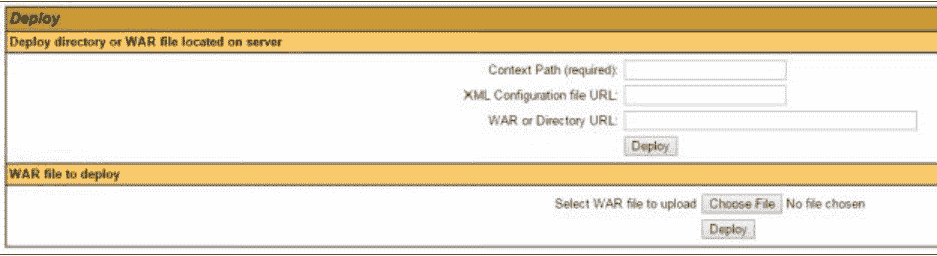 Deploy
Deploy directory or WAR file located on server
Context Path (required):
XML Configuration file URL:
WAR or Directory URL:
Deploy
WAR file to deploy
Select WAR file to upload Choose File No file chosen
Deploy